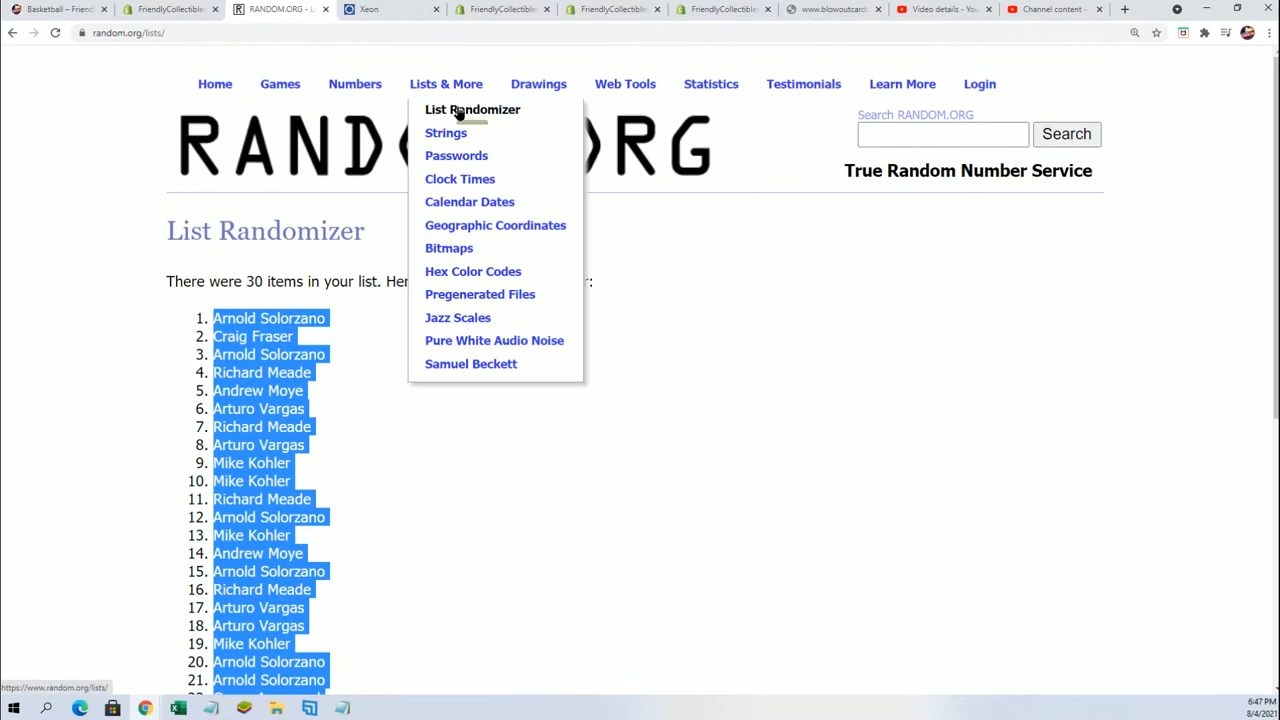 Basketball – Friend
FriendlyCollectibles
RANDOM.ORG - L
Xeon
FriendlyCollectibles
FriendlyCollectibles
FriendlyCollectibles
www.blowoutcards
Video details - You
Channel content -
random.org/lists/
Home Games Numbers Lists & More Drawings Web Tools Statistics Testimonials Learn More Login
List Randomizer
Strings
Passwords
Clock Times
Calendar Dates
Geographic Coordinates
Bitmaps
Hex Color Codes
Pregenerated Files
Jazz Scales
Pure White Audio Noise
Samuel Beckett
RANDOM.ORG
Search RANDOM.ORG
Search
True Random Number Service
List Randomizer
There were 30 items in your list. Her
1. Arnold Solorzano
2. Craig Fraser
3. Arnold Solorzano
4. Richard Meade
5. Andrew Moye
6. Arturo Vargas
7. Richard Meade
8. Arturo Vargas
9. Mike Kohler
10. Mike Kohler
11. Richard Meade
12. Arnold Solorzano
13. Mike Kohler
14. Andrew Moye
15. Arnold Solorzano
16. Richard Meade
17. Arturo Vargas
18. Arturo Vargas
19. Mike Kohler
20. Arnold Solorzano
21. Arnold Solorzano
https://www.random.org/lists/
6:47 PM
8/4/2021